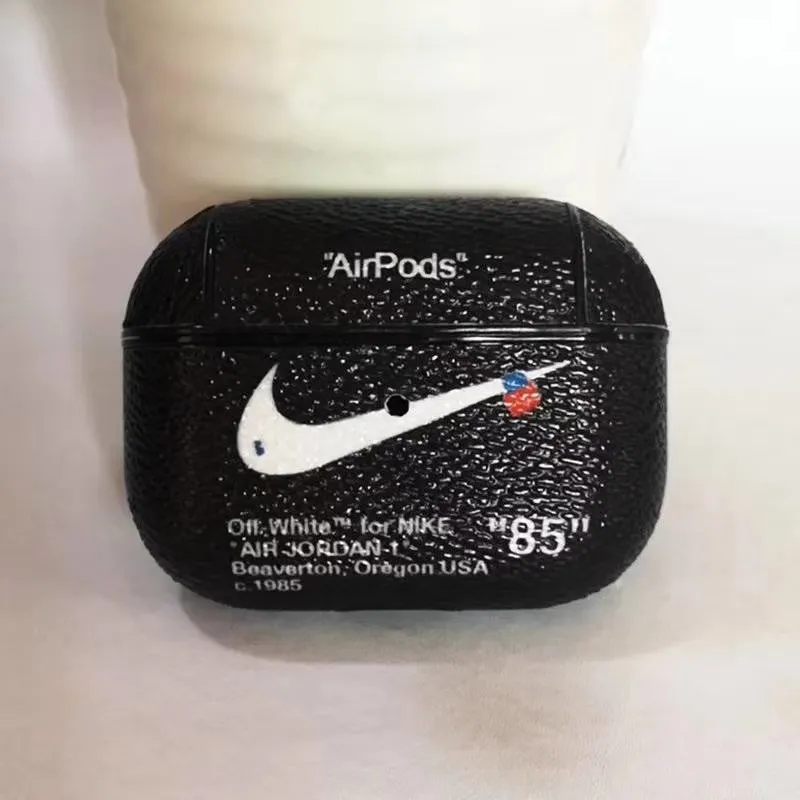 "AirPods"
Off-White™ for NIKE
"AIR JORDAN 1"
Beaverton, Oregon USA
c.1985
"85"